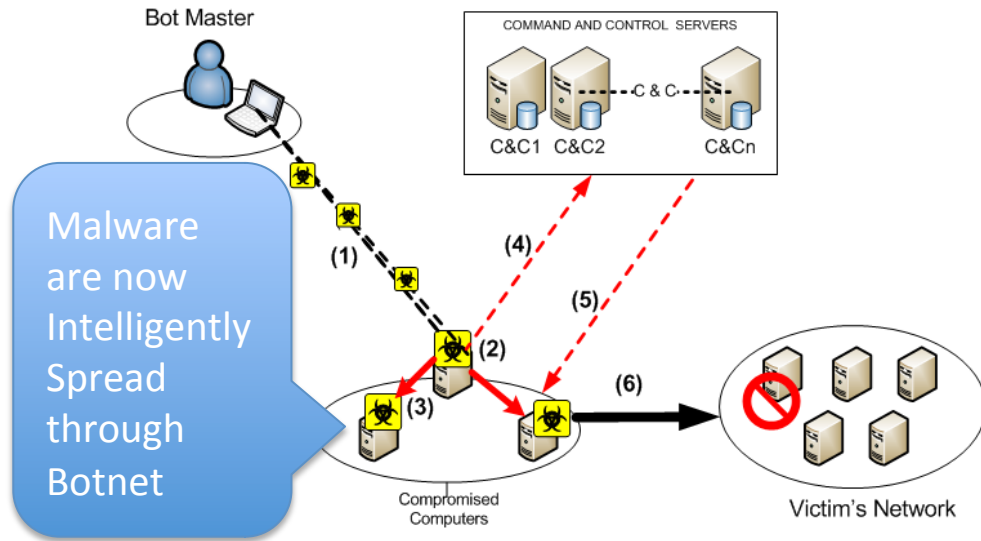 Bot Master
COMMAND AND CONTROL SERVERS
C & C
C&C1 C&C2 C&Cn
Malware
are now
Intelligently
Spread
through
Botnet
(1)
(4)
(5)
(2)
(3)
(6)
Compromised
Computers
Victim's Network